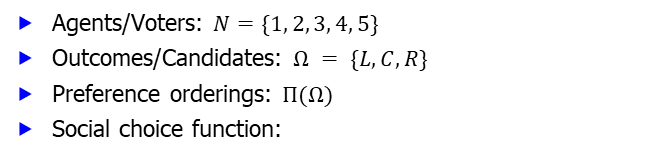 Agents/Voters: N = {1, 2, 3, 4, 5}
Outcomes/Candidates: Ω = {L, C, R}
Preference orderings: Π(Ω)
Social choice function: